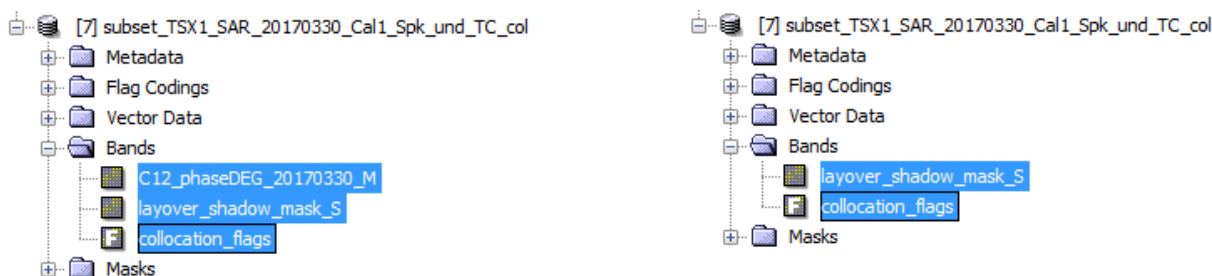 [7] subset_TSX1_SAR_20170330_Cal1_Spk_und_TC_col
Metadata
Flag Codings
Vector Data
Bands
C12_phaseDEG_20170330_M
layover_shadow_mask_S
F collocation_flags
Masks
[7] subset_TSX1_SAR_20170330_Cal1_Spk_und_TC_col
Metadata
Flag Codings
Vector Data
Bands
layover_shadow_mask_S
F collocation_flags
Masks